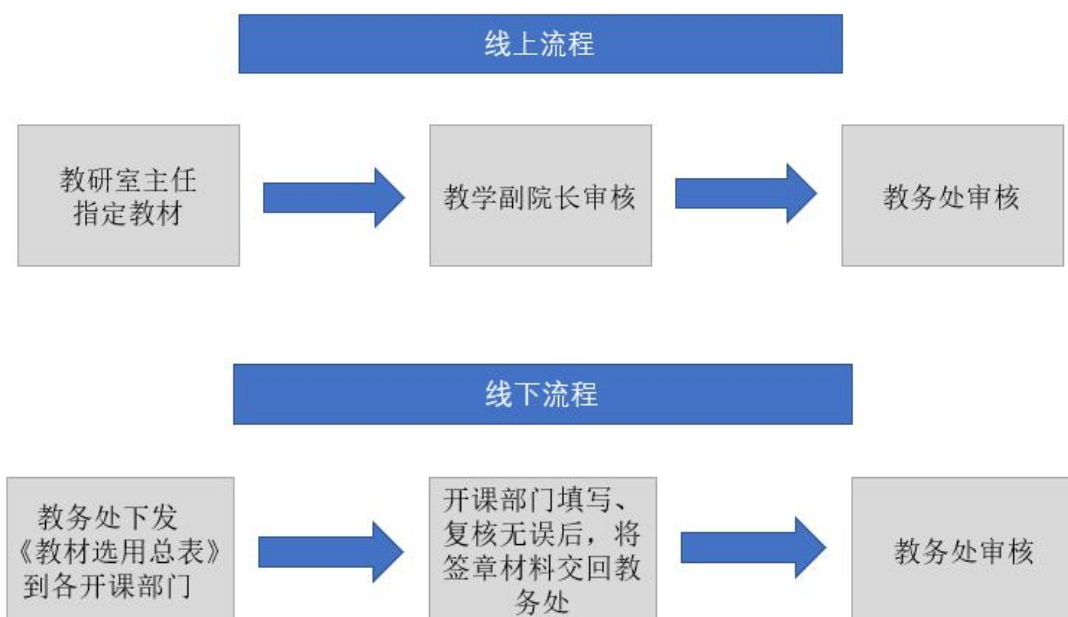 线上流程
教研室主任
指定教材
教学副院长审核
教务处审核
线下流程
教务处下发
《教材选用总表》
到各开课部门
开课部门填写、
复核无误后，将
签章材料交回教
务处
教务处审核